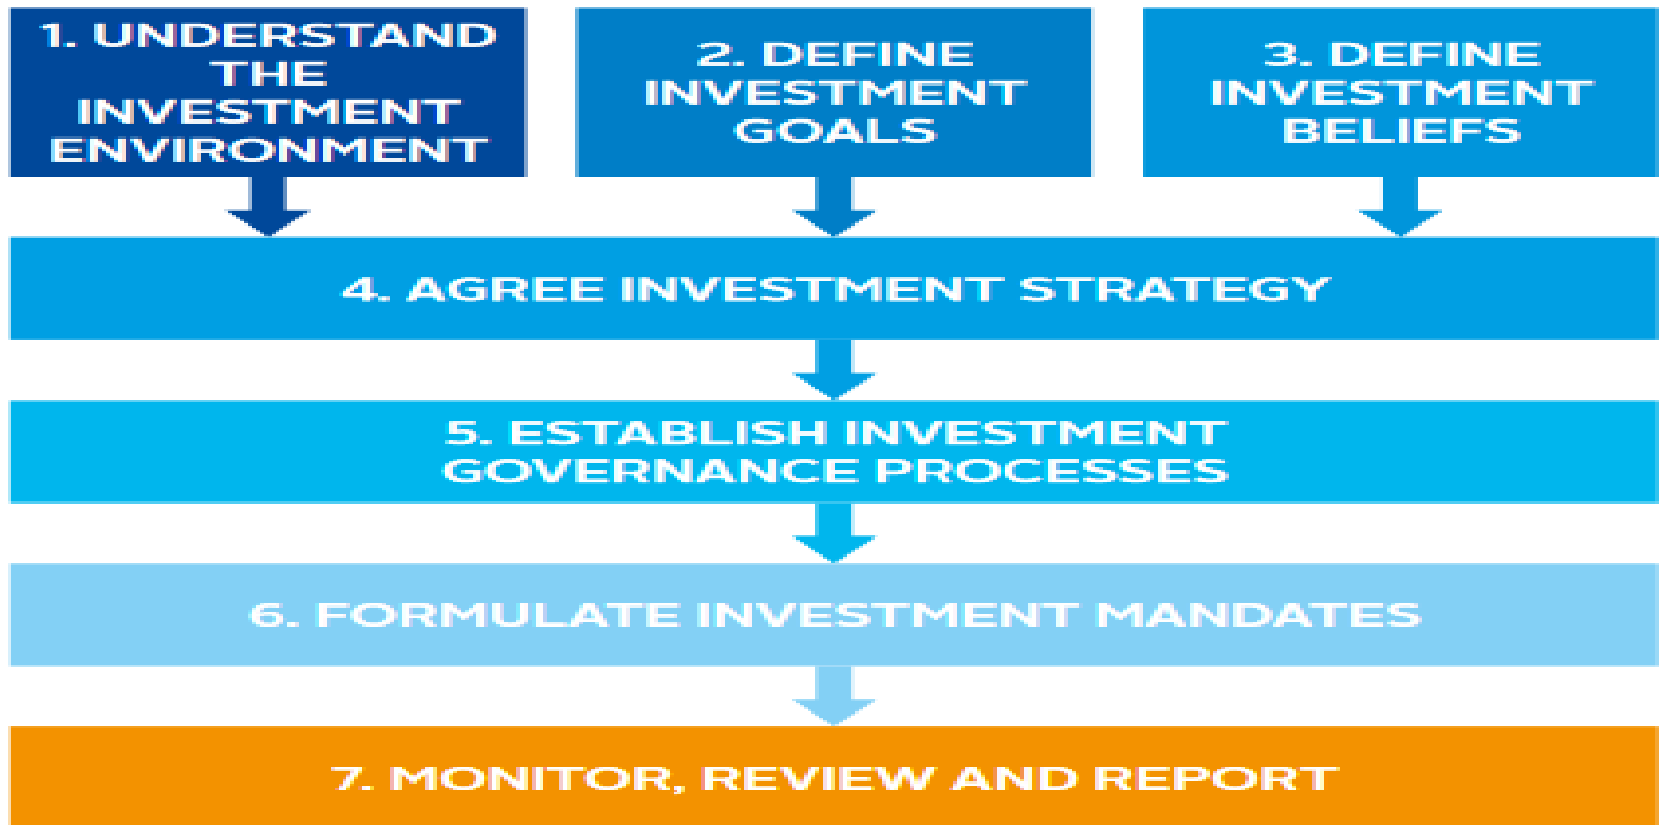 1. UNDERSTAND
THE
INVESTMENT
ENVIRONMENT
2. DEFINE
INVESTMENT
GOALS
3. DEFINE
INVESTMENT
BELIEFS
4. AGREE INVESTMENT STRATEGY
5. ESTABLISH INVESTMENT
GOVERNANCE PROCESSES
6. FORMULATE INVESTMENT MANDATES
7. MONITOR, REVIEW AND REPORT